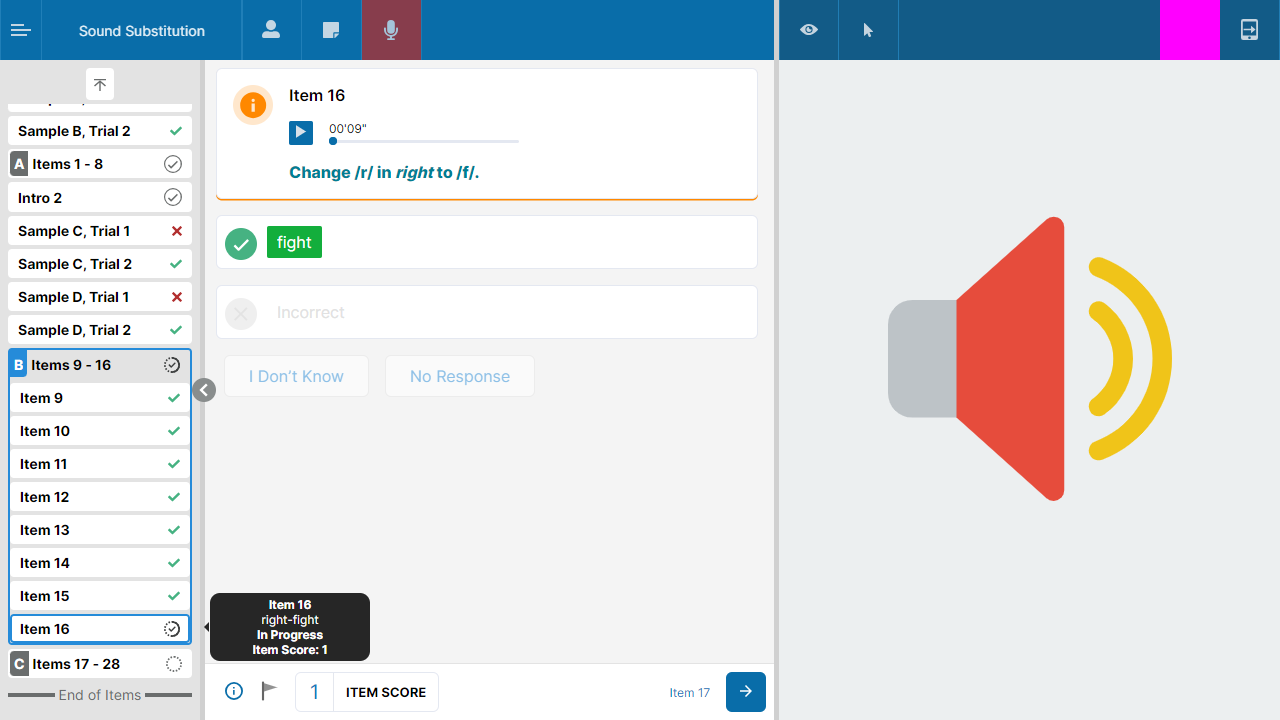 Sound Substitution
Sample B, Trial 2
A Items 1 - 8
Intro 2
Sample C, Trial 1
Sample C, Trial 2
Sample D, Trial 1
Sample D, Trial 2
B Items 9 - 16
Item 9
Item 10
Item 11
Item 12
Item 13
Item 14
Item 15
Item 16
C Items 17 - 28
End of Items
Item 16
00'09"
Change /r/ in right to /f/.
fight
Incorrect
I Don't Know
No Response
Item 16
right-fight
In Progress
Item Score: 1
1 ITEM SCORE
Item 17